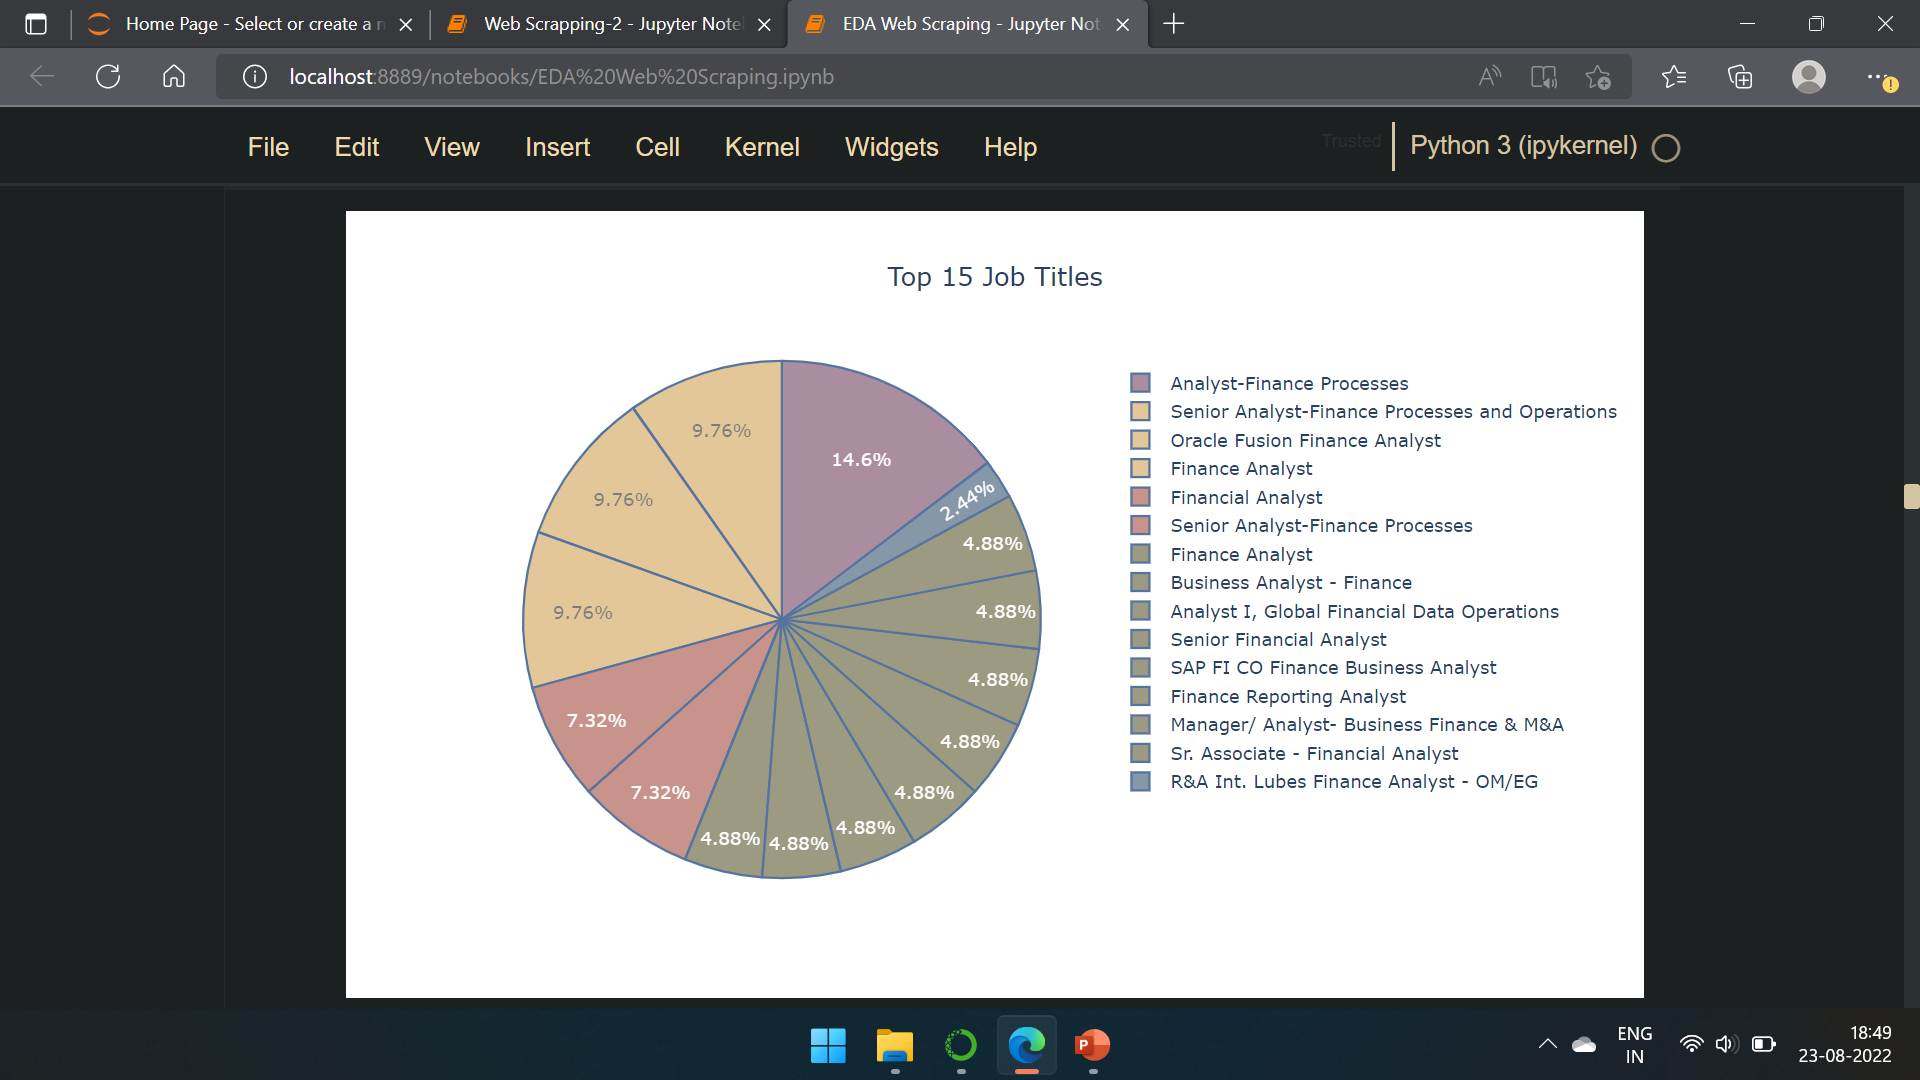 Home Page - Select or create a n
Web Scrapping-2 - Jupyter Note
EDA Web Scraping - Jupyter Not
localhost:8889/notebooks/EDA%20Web%20Scraping.ipynb
File Edit View Insert Cell Kernel Widgets Help
Trusted
Python 3 (ipykernel)
Top 15 Job Titles
9.76%
14.6%
9.76%
2.44%
4.88%
9.76%
4.88%
4.88%
7.32%
4.88%
7.32%
4.88%
4.88%
4.88%
4.88%
Analyst-Finance Processes
Senior Analyst-Finance Processes and Operations
Oracle Fusion Finance Analyst
Finance Analyst
Financial Analyst
Senior Analyst-Finance Processes
Finance Analyst
Business Analyst - Finance
Analyst I, Global Financial Data Operations
Senior Financial Analyst
SAP FI CO Finance Business Analyst
Finance Reporting Analyst
Manager/ Analyst- Business Finance & M&A
Sr. Associate - Financial Analyst
R&A Int. Lubes Finance Analyst - OM/EG
ENG
IN
18:49
23-08-2022